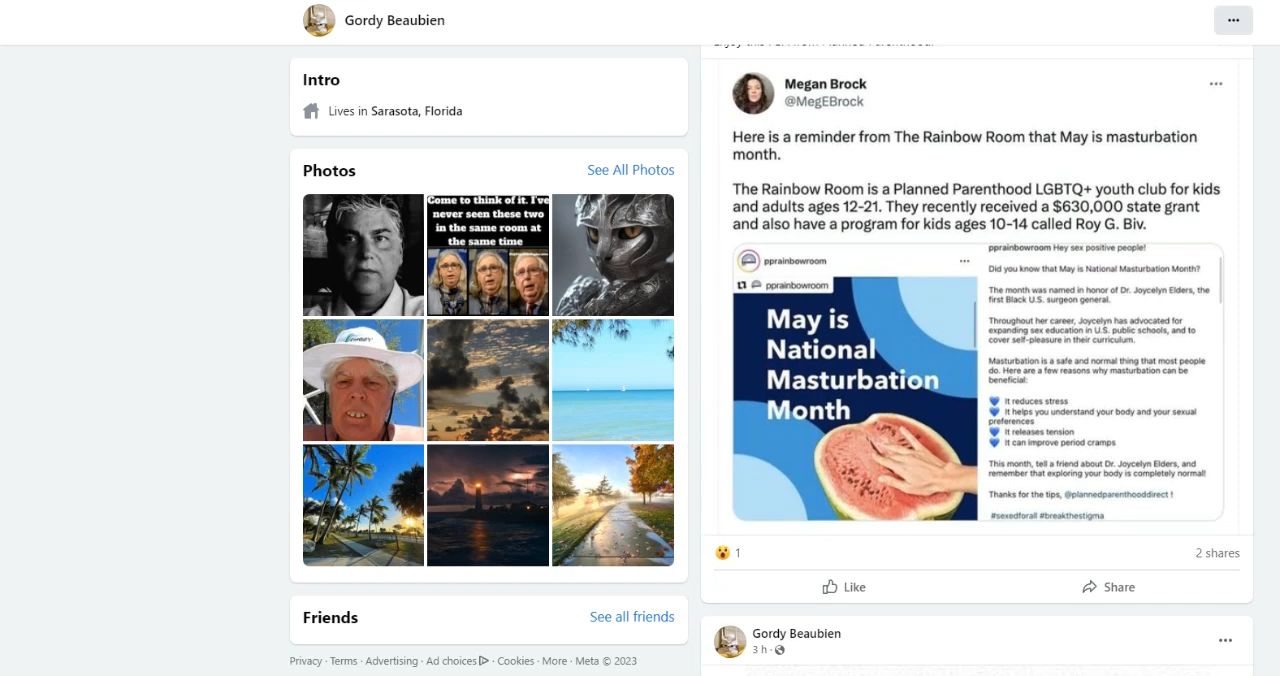 Gordy Beaubien
Intro
Lives in Sarasota, Florida
Photos
See All Photos
Come to think of it. I've
never seen these two
in the same room at
the same time
Friends
See all friends
Privacy · Terms · Advertising · Ad choices · Cookies · More · Meta © 2023
Megan Brock
@MegEBrock
Here is a reminder from The Rainbow Room that May is masturbation
month.
The Rainbow Room is a Planned Parenthood LGBTQ+ youth club for kids
and adults ages 12-21. They recently received a $630,000 state grant
and also have a program for kids ages 10-14 called Roy G. Biv.
pprainbowroom
pprainbowroom
May is
National
Masturbation
Month
pprainbowroom Hey sex positive people!
Did you know that May is National Masturbation Month?
The month was named in honor of Dr. Joycelyn Elders, the
first Black U.S. surgeon general.
Throughout her career, Joycelyn has advocated for
expanding sex education in U.S. public schools, and to
cover self-pleasure in their curriculum.
Masturbation is a safe and normal thing that most people
do. Here are a few reasons why masturbation can be
beneficial:
💙 It reduces stress
💙 It helps you understand your body and your sexual
preferences
💙 It releases tension
💙 It can improve period cramps
This month, tell a friend about Dr. Joycelyn Elders, and
remember that exploring your body is completely normal!
Thanks for the tips, @plannedparenthooddirect !
#sexedforall #breakthestigma
1
2 shares
Like
Share
Gordy Beaubien
3 h ·